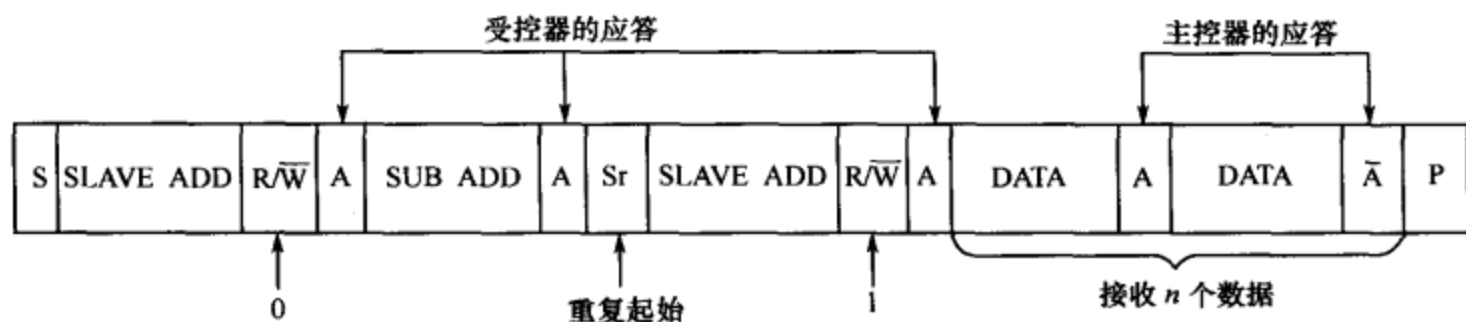 受控器的应答 主控器的应答
S SLAVE ADD R/W̅ A SUB ADD A Sr SLAVE ADD R/W̅ A DATA A DATA A̅ P
0 重复起始 1 接收 n 个数据